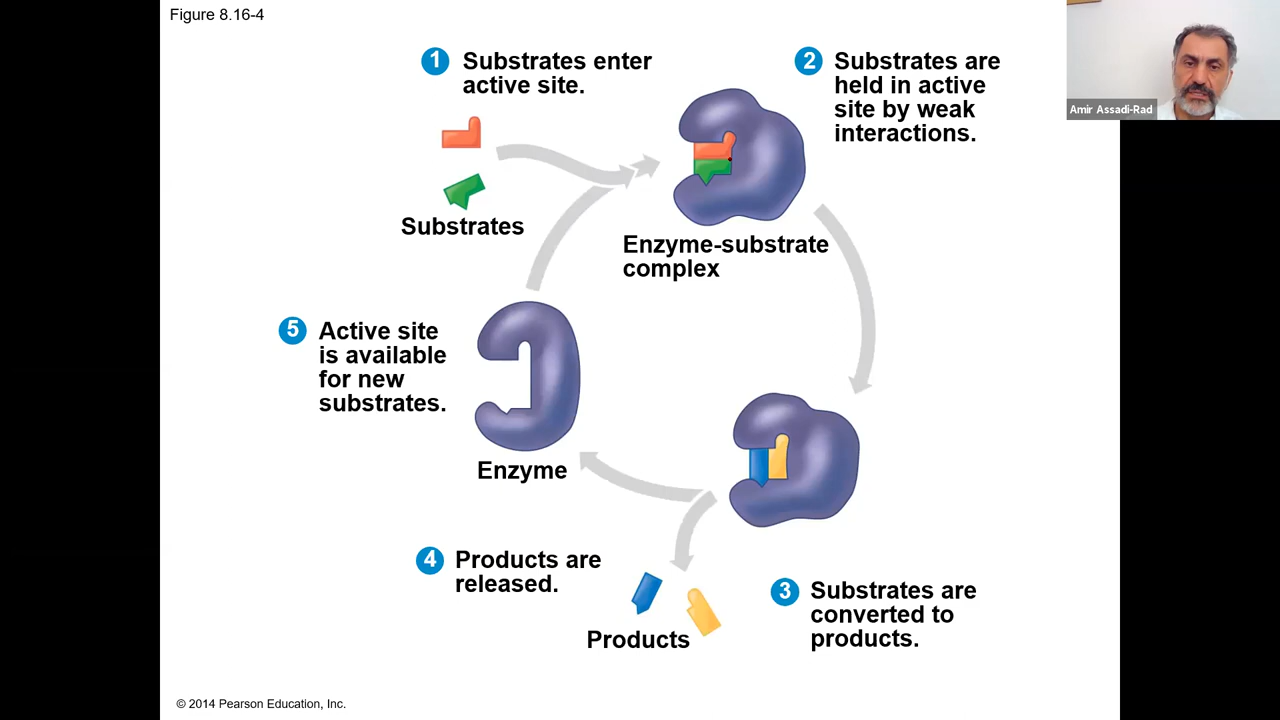 Figure 8.16-4
1 Substrates enter
active site.
2 Substrates are
held in active
site by weak
interactions.
Amir Assadi-Rad
Substrates
Enzyme-substrate
complex
5 Active site
is available
for new
substrates.
Enzyme
4 Products are
released.
Products
3 Substrates are
converted to
products.
© 2014 Pearson Education, Inc.